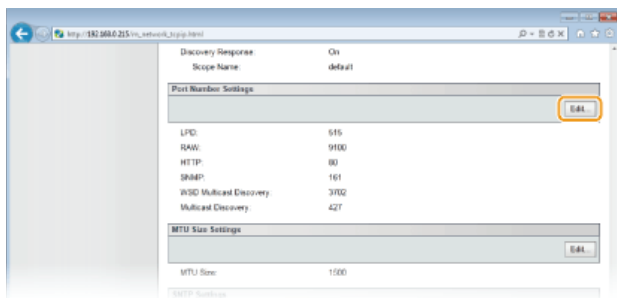 http://192.168.0.215/m_network_tcpip.html
Discovery Response: On
Scope Name: default
Port Number Settings
Edit...
LPD: 515
RAW: 9100
HTTP: 80
SNMP: 161
WSD Multicast Discovery: 3702
Multicast Discovery: 427
MTU Size Settings
Edit...
MTU Size: 1500
SNTP Settings